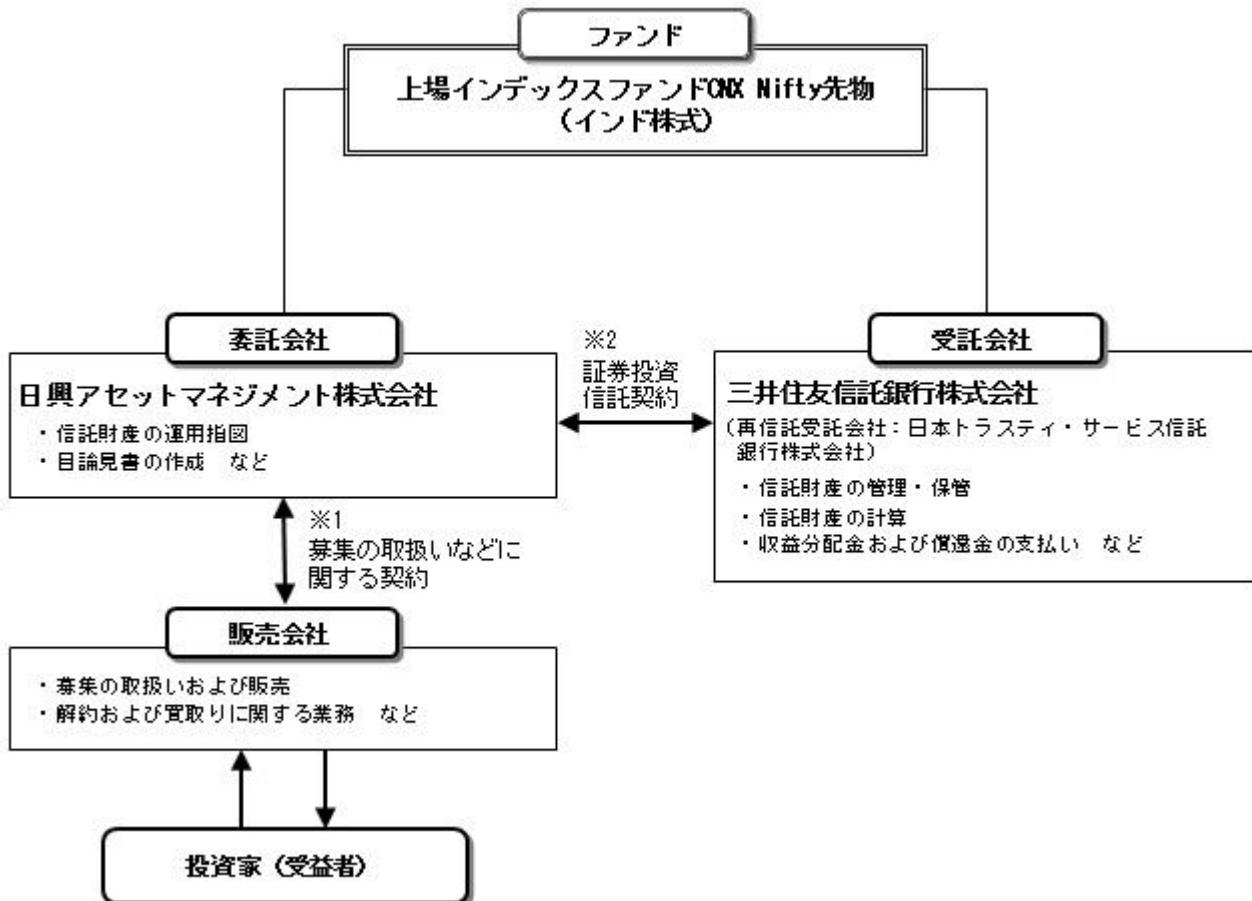 ファンド
上場インデックスファンドCNX Nifty先物
（インド株式）
委託会社
日興アセットマネジメント株式会社
・信託財産の運用指図
・目論見書の作成　など
※2
証券投資
信託契約
受託会社
三井住友信託銀行株式会社
（再信託受託会社：日本トラスティ・サービス信託
銀行株式会社）
・信託財産の管理・保管
・信託財産の計算
・収益分配金および償還金の支払い　など
※1
募集の取扱いなどに
関する契約
販売会社
・募集の取扱いおよび販売
・解約および買取りに関する業務　など
投資家（受益者）